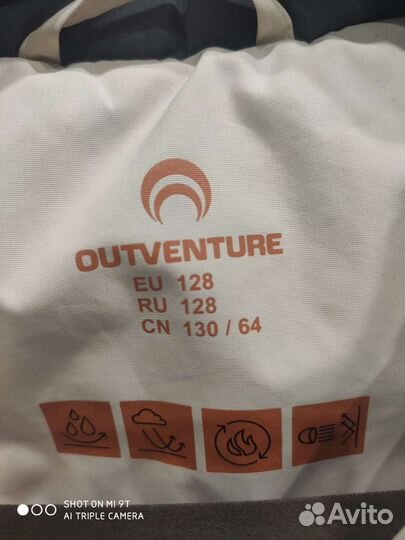 OUTVENTURE
EU 128
RU 128
CN 130 / 64
SHOT ON MI 9T
AI TRIPLE CAMERA
Avito